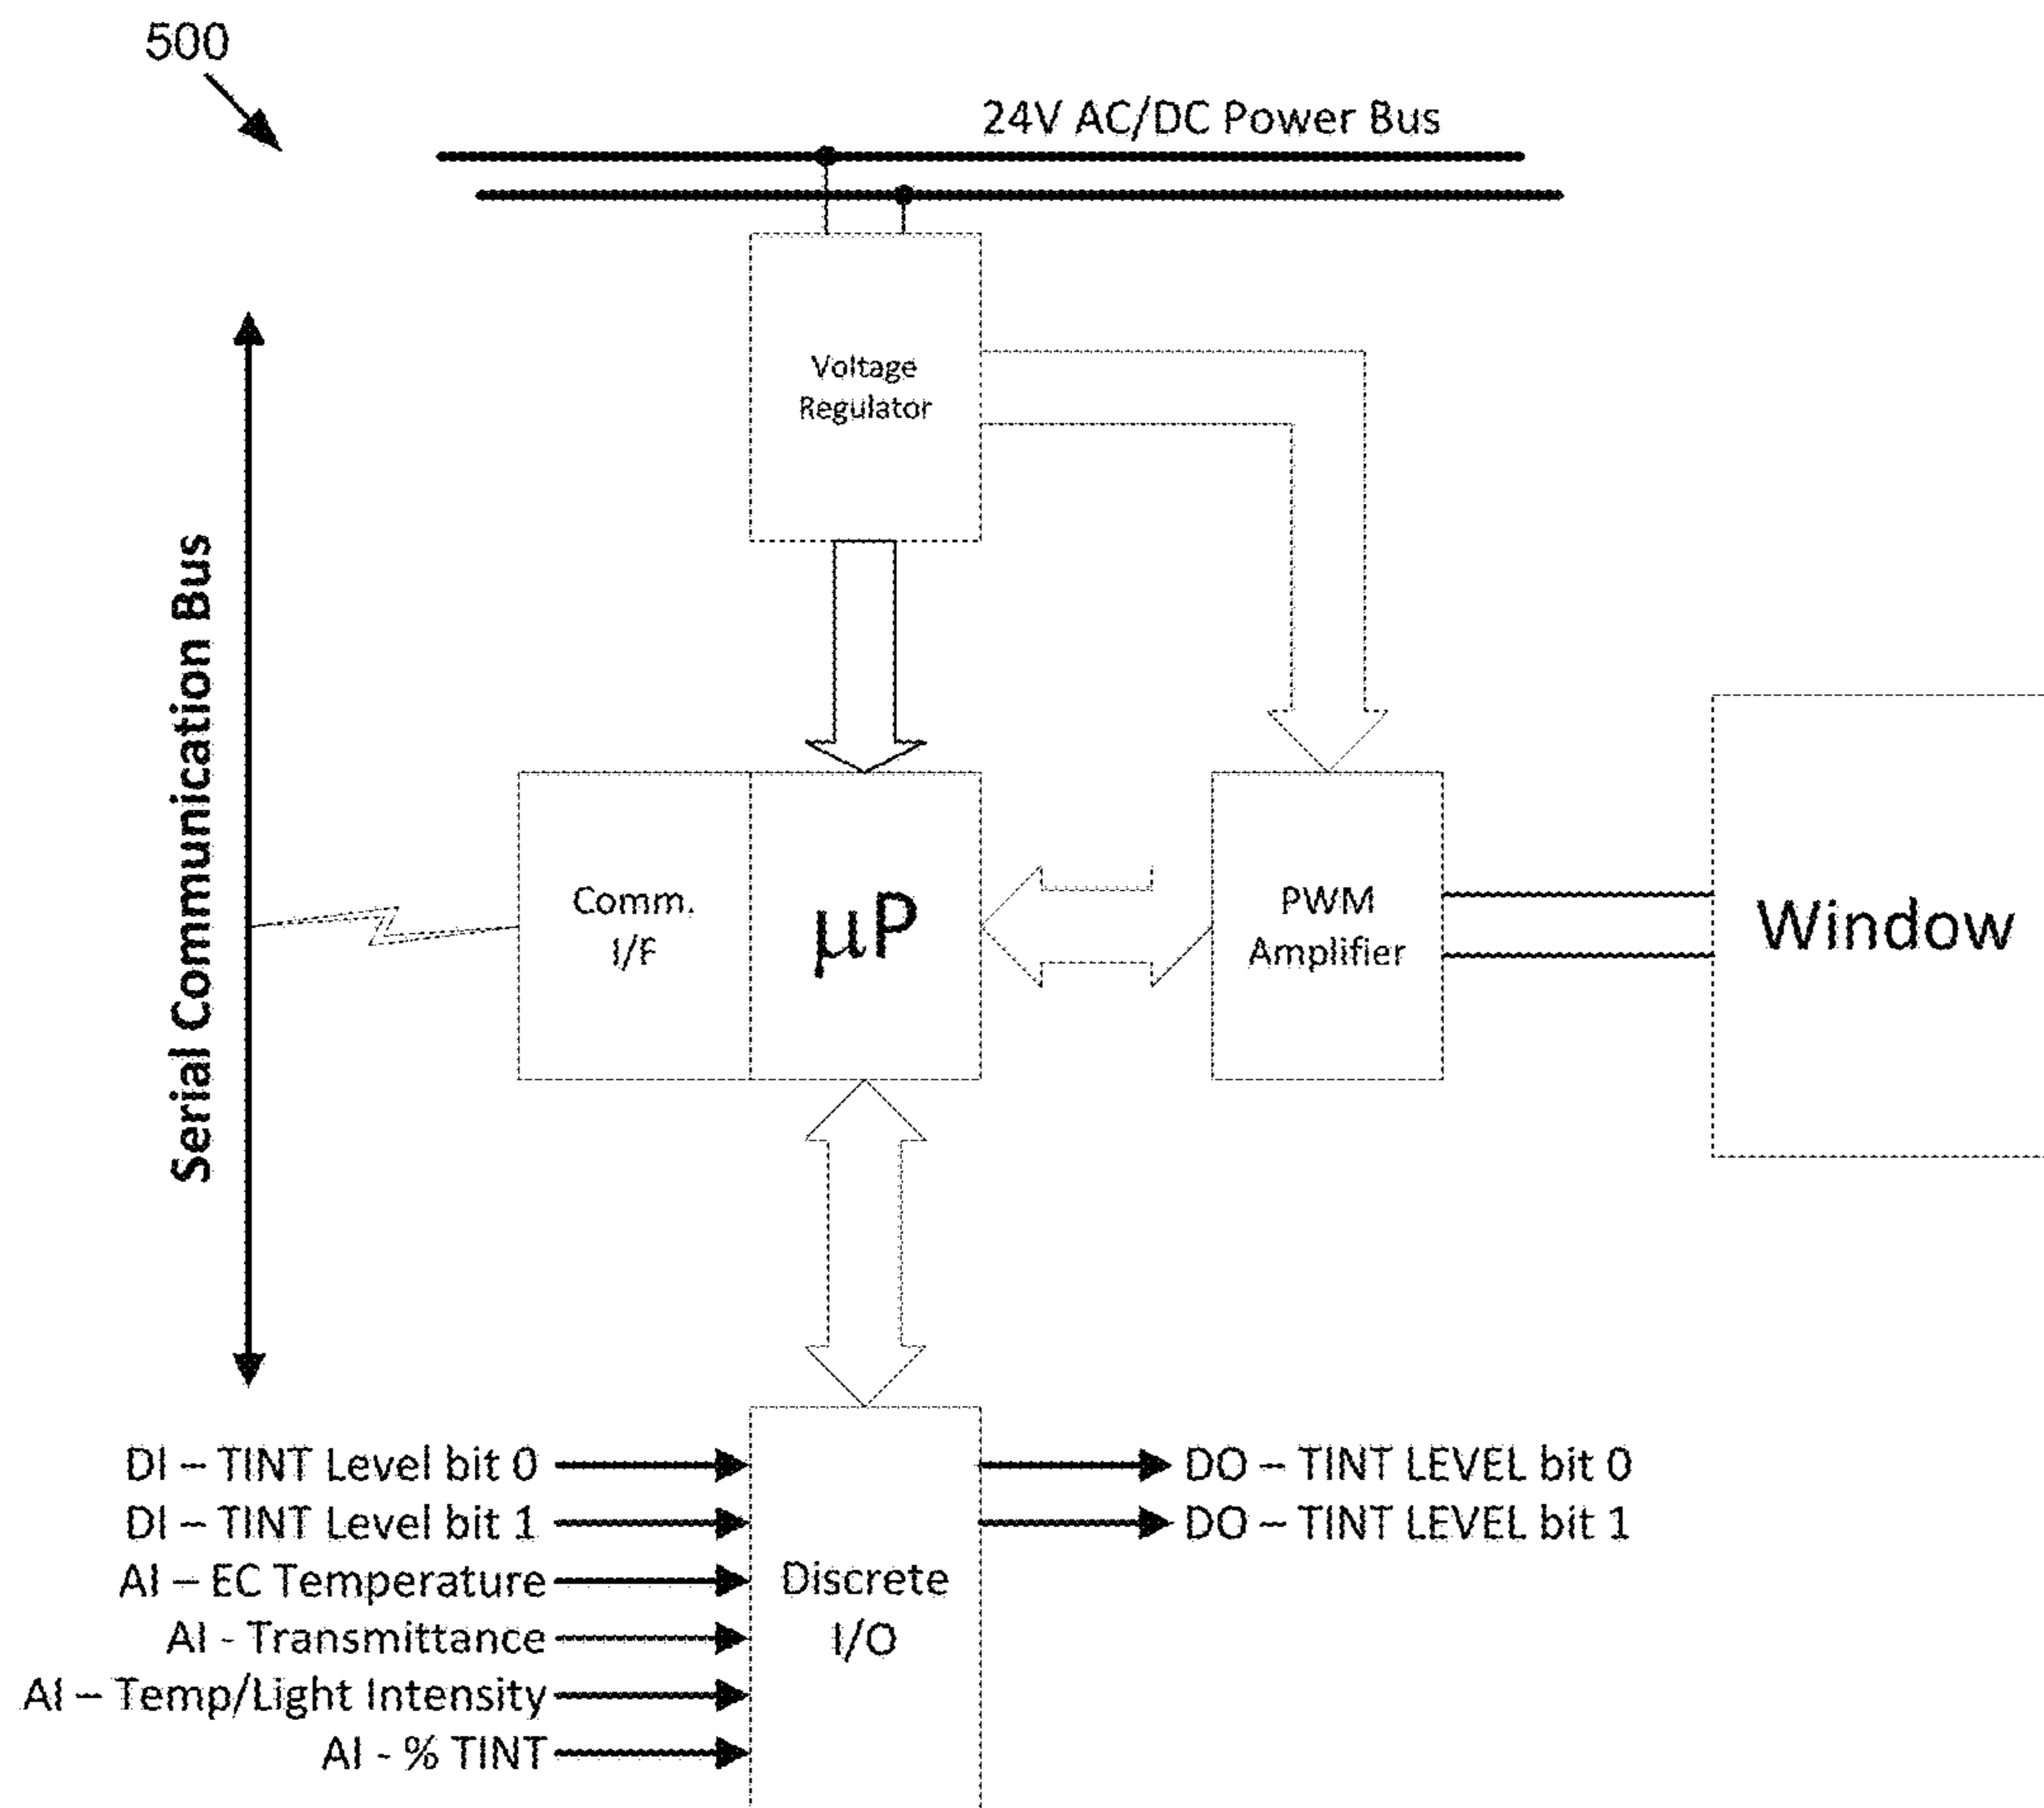 500
24V AC/DC Power Bus
Voltage
Regulator
Serial Communication Bus
Comm.
I/F
µP
PWM
Amplifier
Window
DI – TINT Level bit 0
DI – TINT Level bit 1
AI – EC Temperature
AI - Transmittance
AI – Temp/Light Intensity
AI - % TINT
Discrete
I/O
DO – TINT LEVEL bit 0
DO – TINT LEVEL bit 1